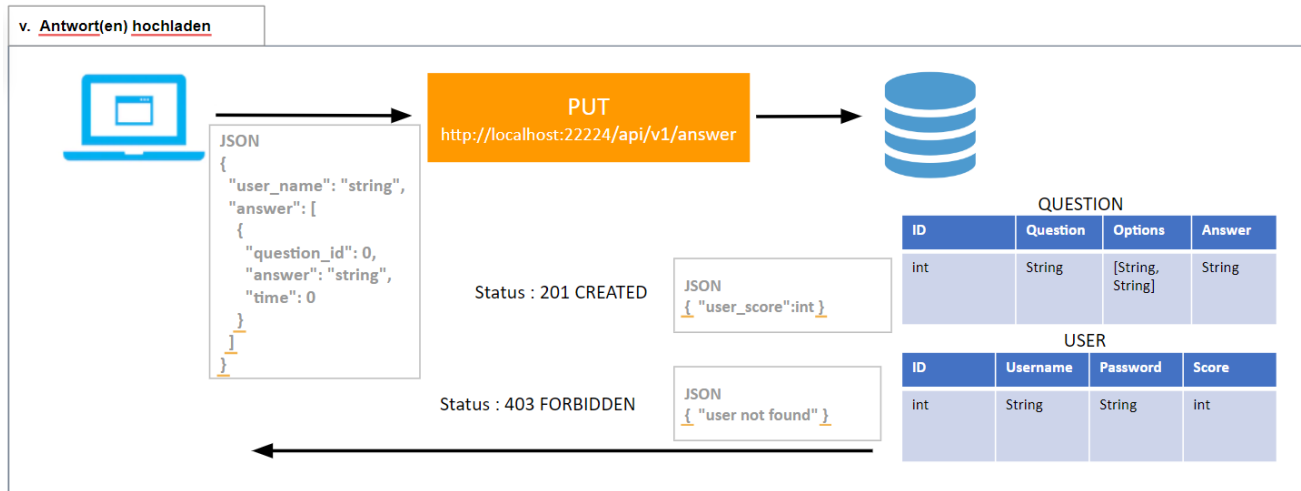 v. Antwort(en) hochladen
PUT
http://localhost:22224/api/v1/answer
JSON
{
"user_name": "string",
"answer": [
{
"question_id": 0,
"answer": "string",
"time": 0
}
]
}
QUESTION
ID Question Options Answer
int String [String, String
String]
Status : 201 CREATED
JSON
{ "user_score":int }
USER
ID Username Password Score
int String String int
Status : 403 FORBIDDEN
JSON
{ "user not found" }